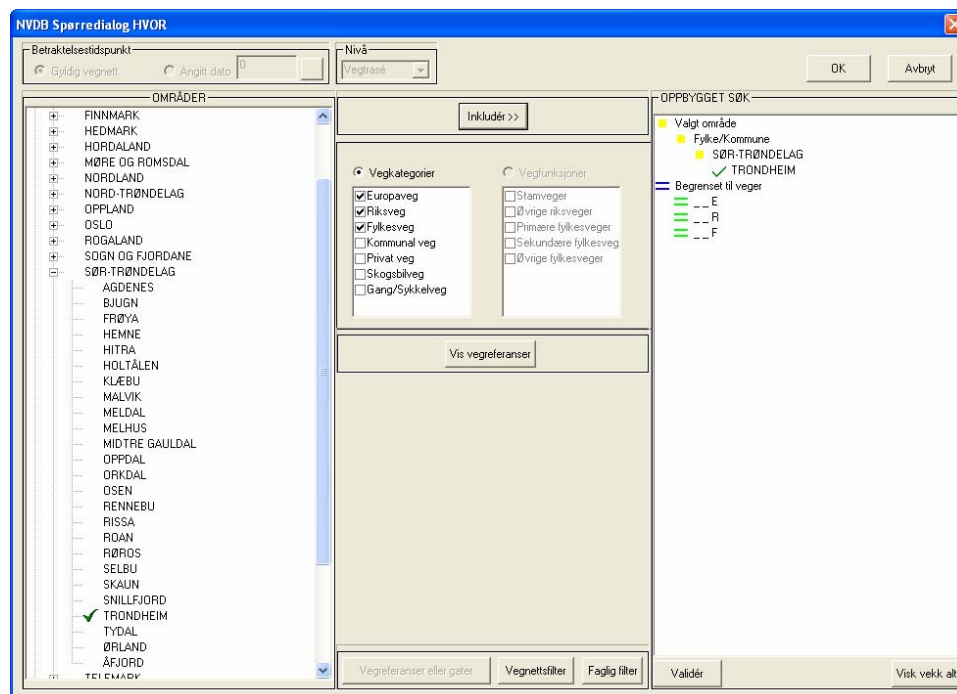 NVDB Spørredialog HVOR
Betraktelsestidspunkt
Gyldig vegnett
Angitt dato
0
Nivå
Vegtrasé
OK
Avbryt
OMRÅDER
FINNMARK
HEDMARK
HORDALAND
MØRE OG ROMSDAL
NORDLAND
NORD-TRØNDELAG
OPPLAND
OSLO
ROGALAND
SOGN OG FJORDANE
SØR-TRØNDELAG
AGDENES
BJUGN
FRØYA
HEMNE
HITRA
HOLTÅLEN
KLÆBU
MALVIK
MELDAL
MELHUS
MIDTRE GAULDAL
OPPDAL
ORKDAL
OSEN
RENNEBU
RISSA
ROAN
RØROS
SELBU
SKAUN
SNILLFJORD
TRONDHEIM
TYDAL
ØRLAND
ÅFJORD
TELEMARK
Inkludér >>
Vegkategorier
Europaveg
Riksveg
Fylkesveg
Kommunal veg
Privat veg
Skogsbilveg
Gang/Sykkelveg
Vegfunksjoner
Stamveger
Øvrige riksveger
Primære fylkesveger
Sekundære fylkesveg
Øvrige fylkesveger
Vis vegreferanser
Vegreferanser eller gater
Vegnettsfilter
Faglig filter
OPPBYGGET SØK
Valgt område
Fylke/Kommune
SØR-TRØNDELAG
TRONDHEIM
Begrenset til veger
_ _ E
_ _ R
_ _ F
Validér
Visk vekk alt